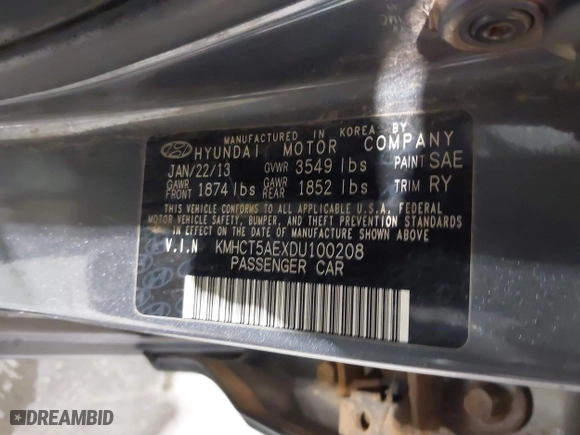 MANUFACTURED IN KOREA BY
HYUNDAI MOTOR COMPANY
JAN/22/13 GVWR 3549 lbs PAINT SAE
GAWR FRONT 1874 lbs GAWR REAR 1852 lbs TRIM RY
THIS VEHICLE CONFORMS TO ALL APPLICABLE U.S.A. FEDERAL
MOTOR VEHICLE SAFETY, BUMPER, AND THEFT PREVENTION STANDARDS
IN EFFECT ON THE DATE OF MANUFACTURE SHOWN ABOVE
V.I.N KMHCT5AEXDU100208
PASSENGER CAR
DREAMBID